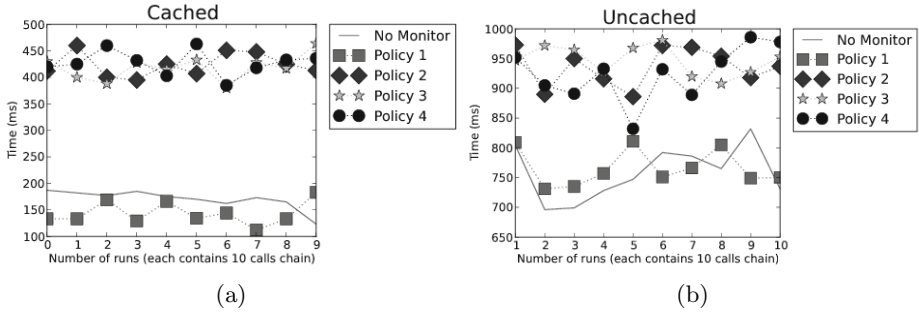 Cached
500
450
400
350
300
250
200
150
100
Time (ms)
0 1 2 3 4 5 6 7 8 9
Number of runs (each contains 10 calls chain)
No Monitor
Policy 1
Policy 2
Policy 3
Policy 4
(a)
Uncached
1000
950
900
850
800
750
700
650
Time (ms)
1 2 3 4 5 6 7 8 9 10
Number of runs (each contains 10 calls chain)
No Monitor
Policy 1
Policy 2
Policy 3
Policy 4
(b)